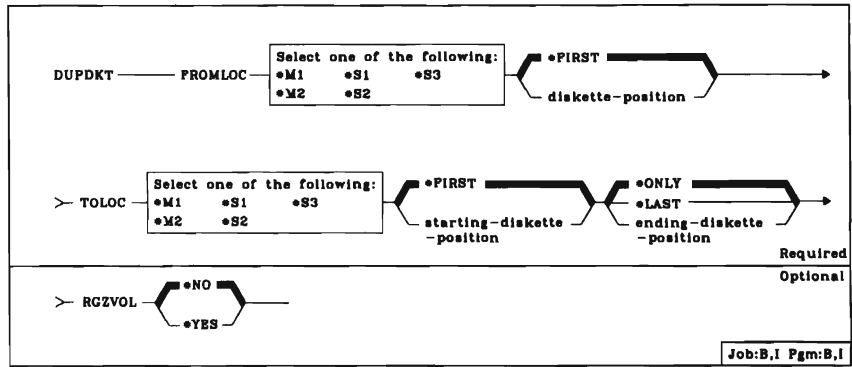 Select one of the following:
*FIRST
DUPDKT FROMLOC *M1 *S1 *S3
*M2 *S2
diskette-position
Select one of the following:
*FIRST *ONLY
TOLOC *M1 *S1 *S3 *LAST
*M2 *S2
starting-diskette ending-diskette
-position -position
Required
Optional
*NO
RGZVOL
*YES
Job:B,I Pgm:B,I